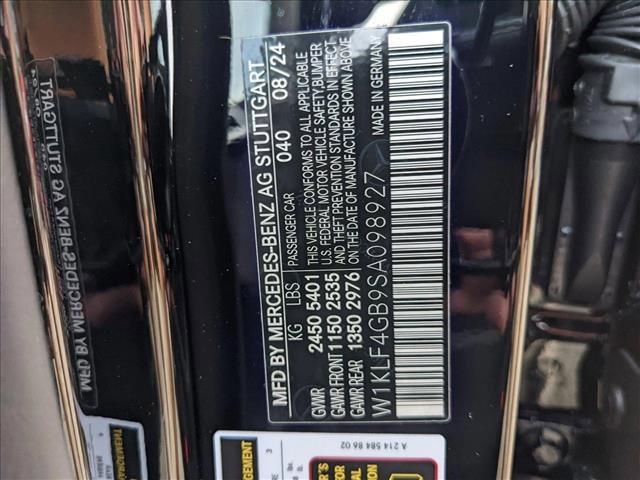 MFD BY MERCEDES-BENZ AG STUTTGART
040 08/24
KG LBS PASSENGER CAR
GVWR 2450 5401
GAWR FRONT 1150 2535
GAWR REAR 1350 2976
THIS VEHICLE CONFORMS TO ALL APPLICABLE
U.S. FEDERAL MOTOR VEHICLE SAFETY, BUMPER
AND THEFT PREVENTION STANDARDS IN EFFECT
ON THE DATE OF MANUFACTURE SHOWN ABOVE
MADE IN GERMANY
W1KLF4GB9SA098927
A 214 584 86 02
MFD BY MERCEDES-BENZ AG STUTTGART